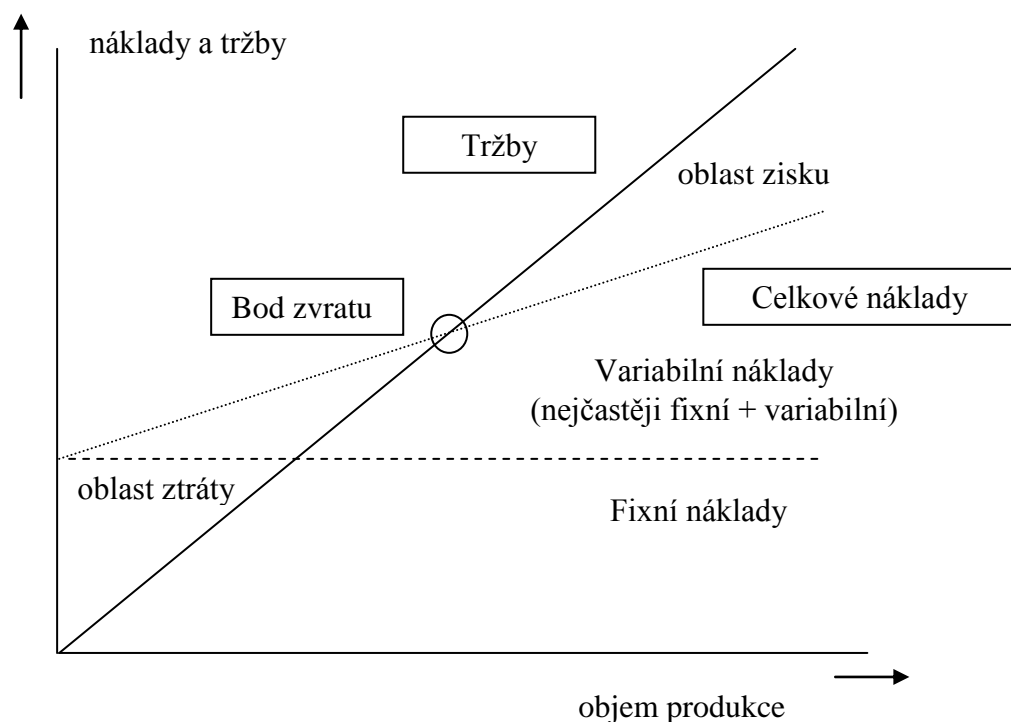 náklady a tržby
Tržby
oblast zisku
Bod zvratu
Celkové náklady
Variabilní náklady
(nejčastěji fixní + variabilní)
oblast ztráty
Fixní náklady
objem produkce